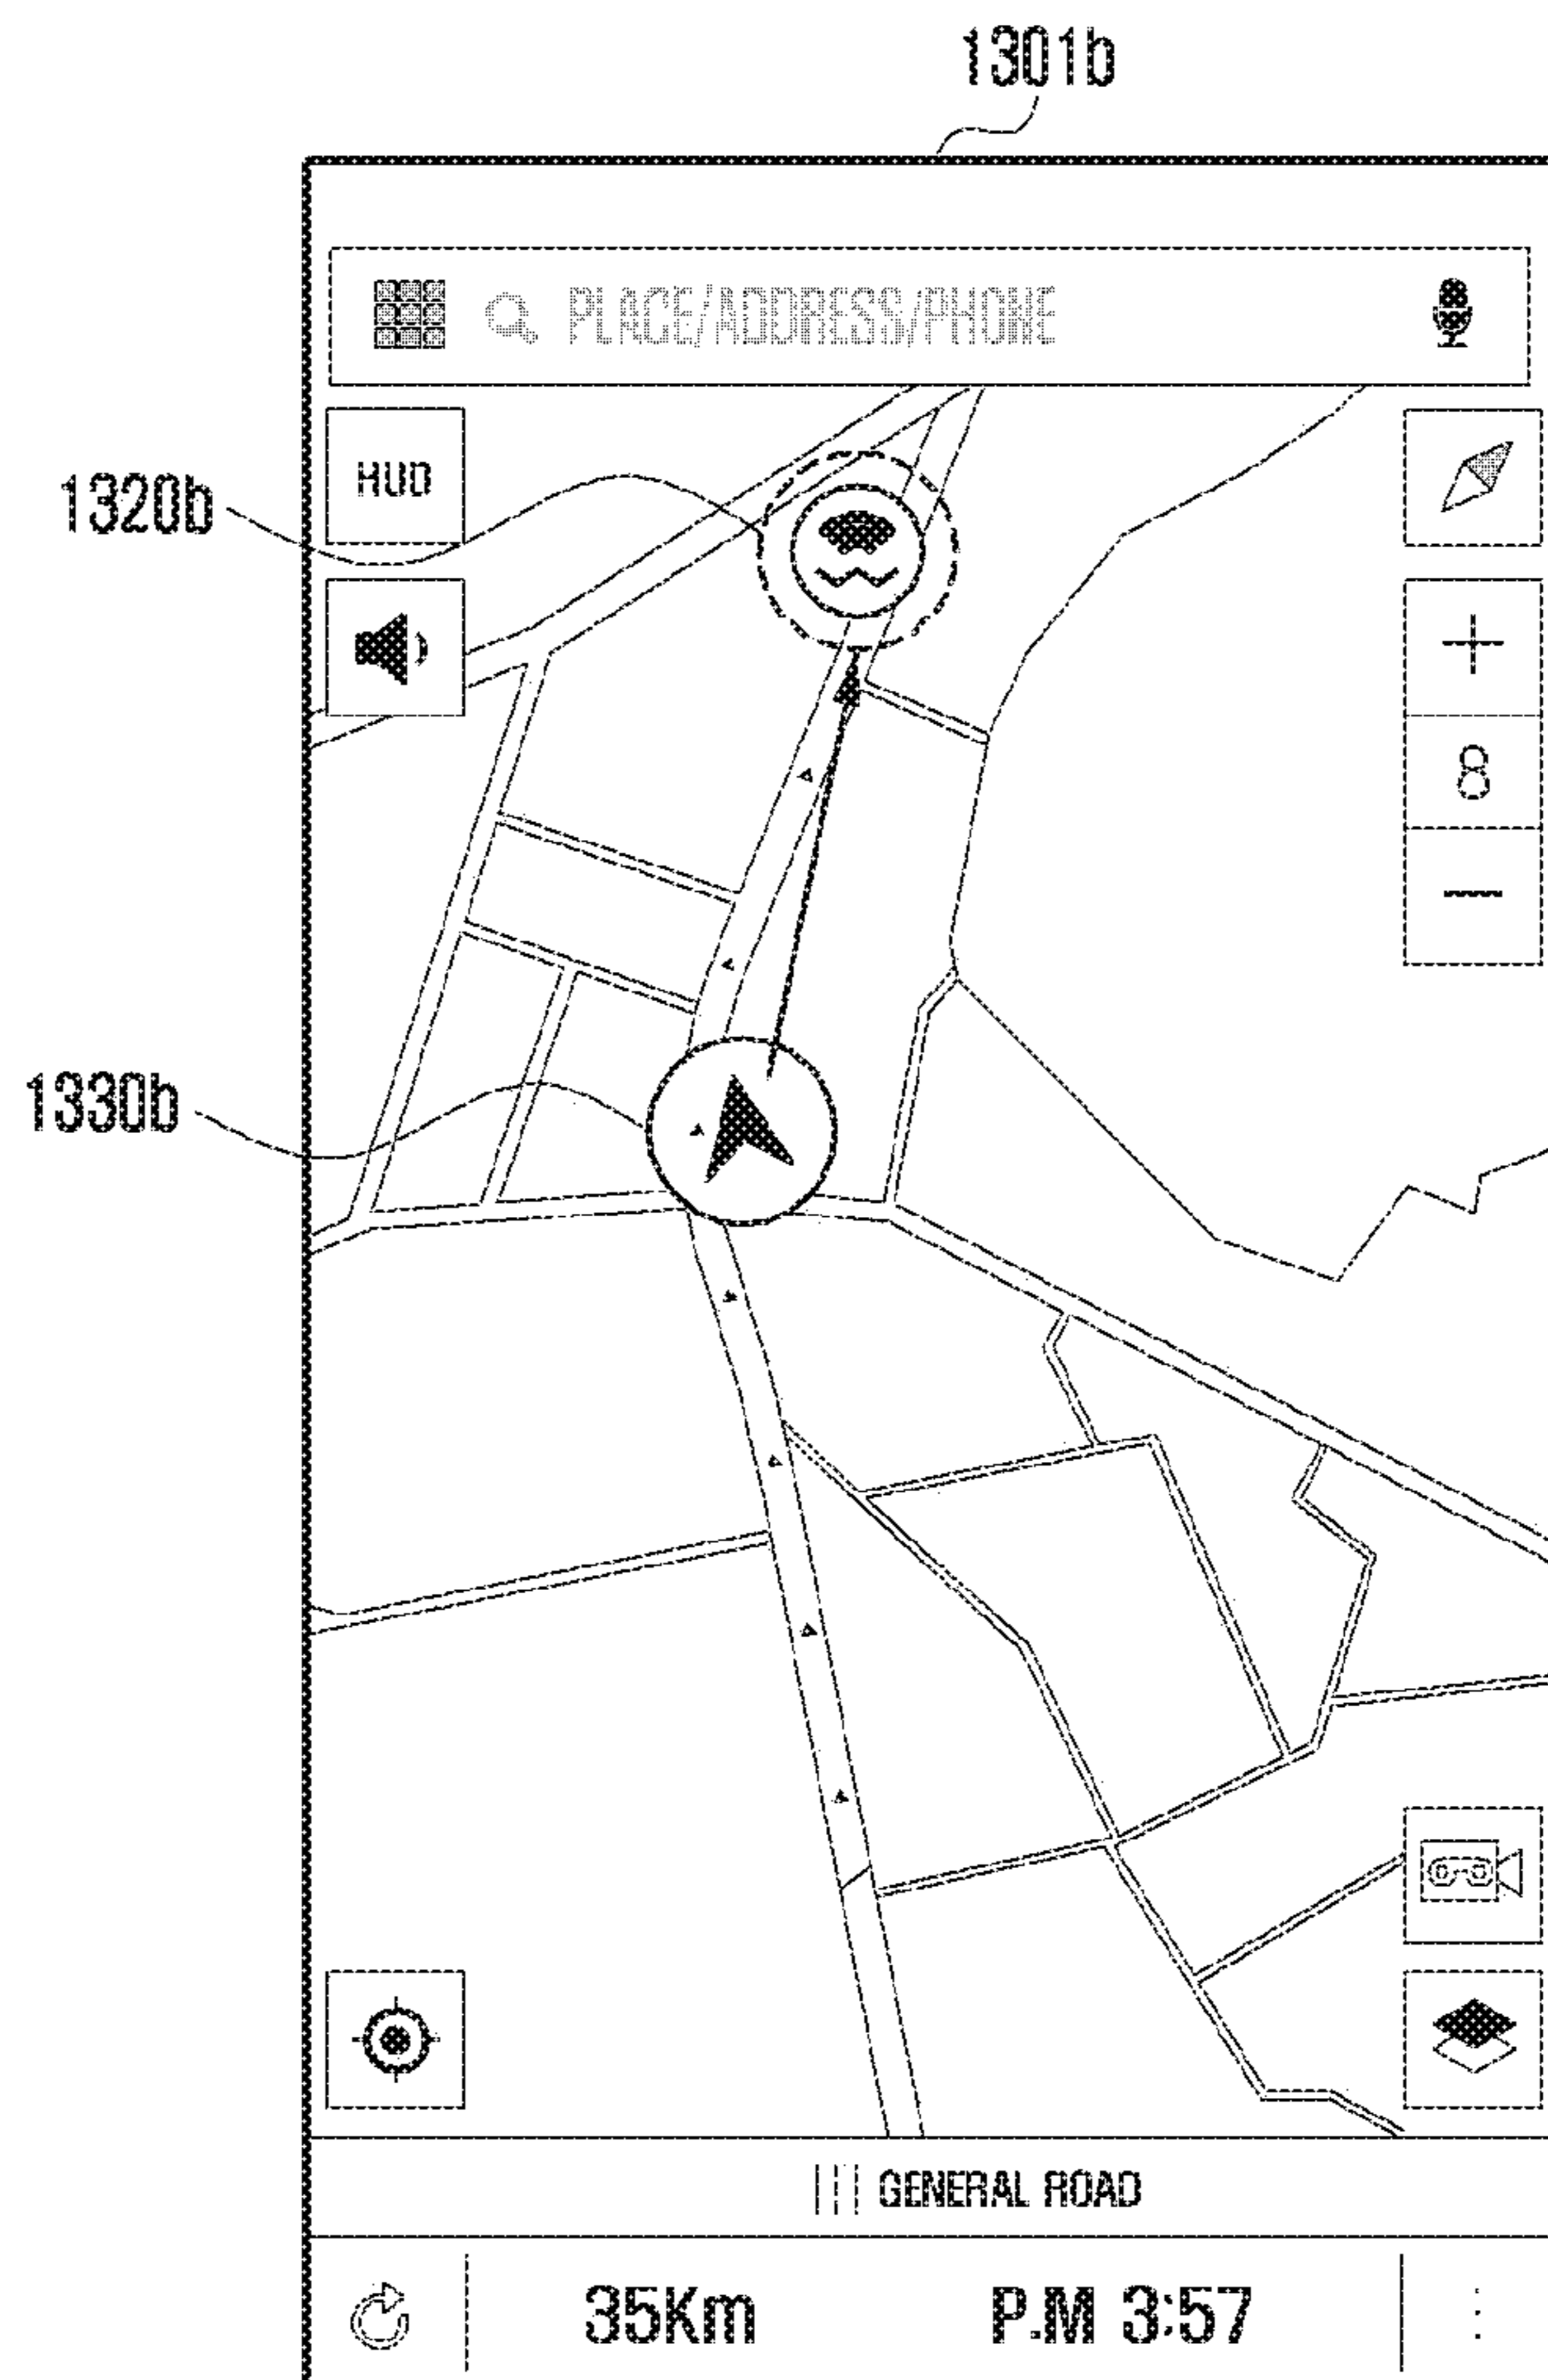 1301b
PLACE/ADDRESS/PHONE
HUD
1320b
8
1330b
GENERAL ROAD
35Km P.M 3:57